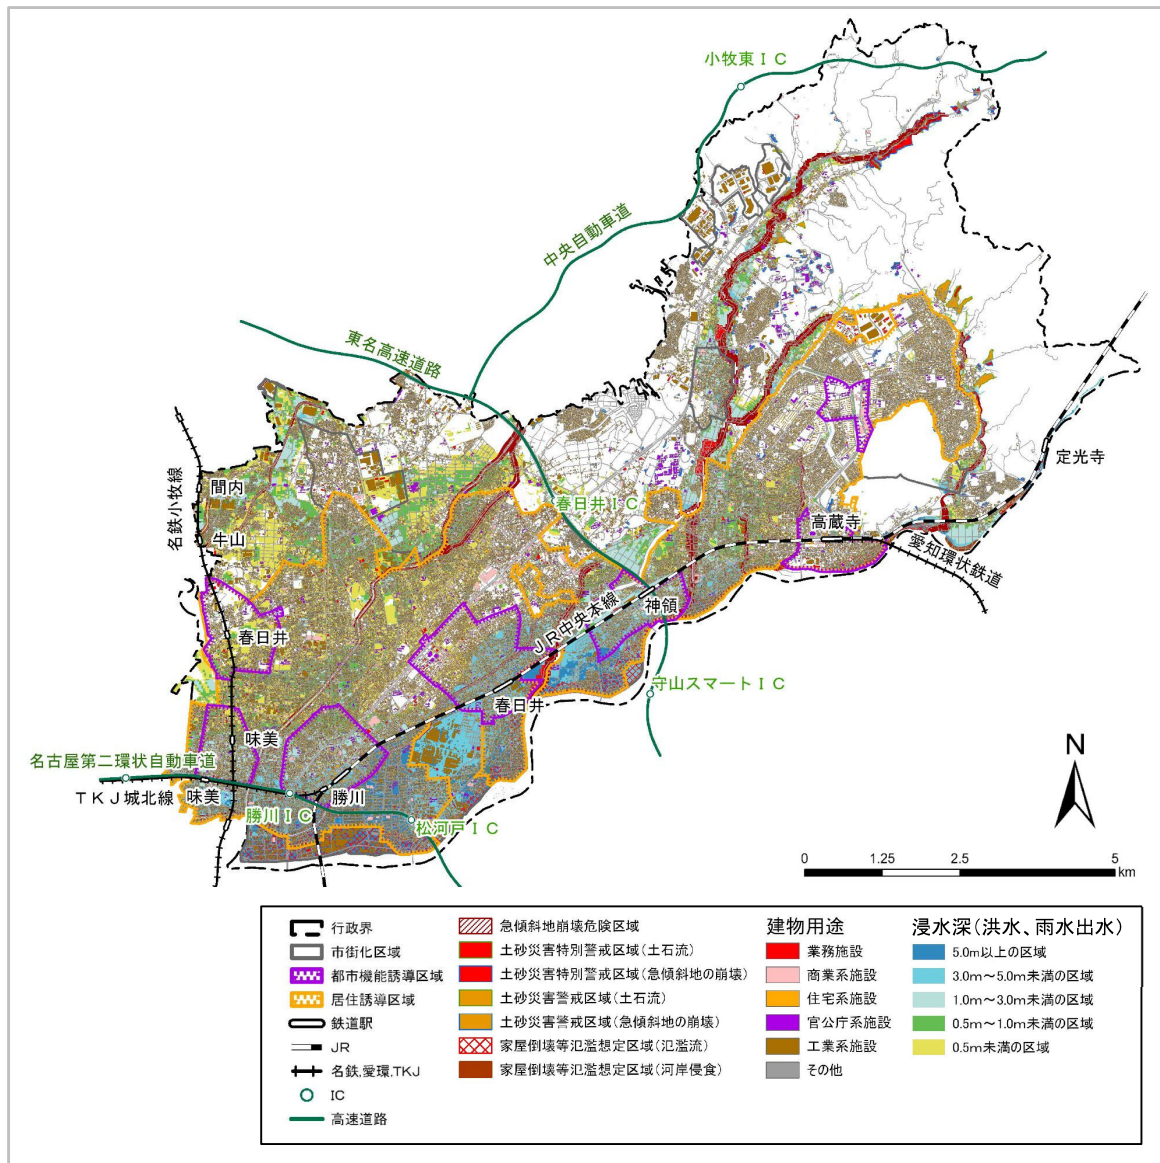 小牧東ＩＣ
中央自動車道
東名高速道路
名鉄小牧線
間内
牛山
春日井ＩＣ
定光寺
高蔵寺
愛知環状鉄道
神領
ＪＲ中央本線
春日井
守山スマートＩＣ
春日井
味美
名古屋第二環状自動車道
ＴＫＪ城北線
味美
勝川ＩＣ
勝川
松河戸ＩＣ
N
0 1.25 2.5 5
km
行政界
市街化区域
都市機能誘導区域
居住誘導区域
鉄道駅
JR
名鉄,愛環,TKJ
IC
高速道路
急傾斜地崩壊危険区域
土砂災害特別警戒区域(土石流)
土砂災害特別警戒区域(急傾斜地の崩壊)
土砂災害警戒区域(土石流)
土砂災害警戒区域(急傾斜地の崩壊)
家屋倒壊等氾濫想定区域(氾濫流)
家屋倒壊等氾濫想定区域(河岸侵食)
建物用途
業務施設
商業系施設
住宅系施設
官公庁系施設
工業系施設
その他
浸水深(洪水、雨水出水)
5.0m以上の区域
3.0m～5.0m未満の区域
1.0m～3.0m未満の区域
0.5m～1.0m未満の区域
0.5m未満の区域